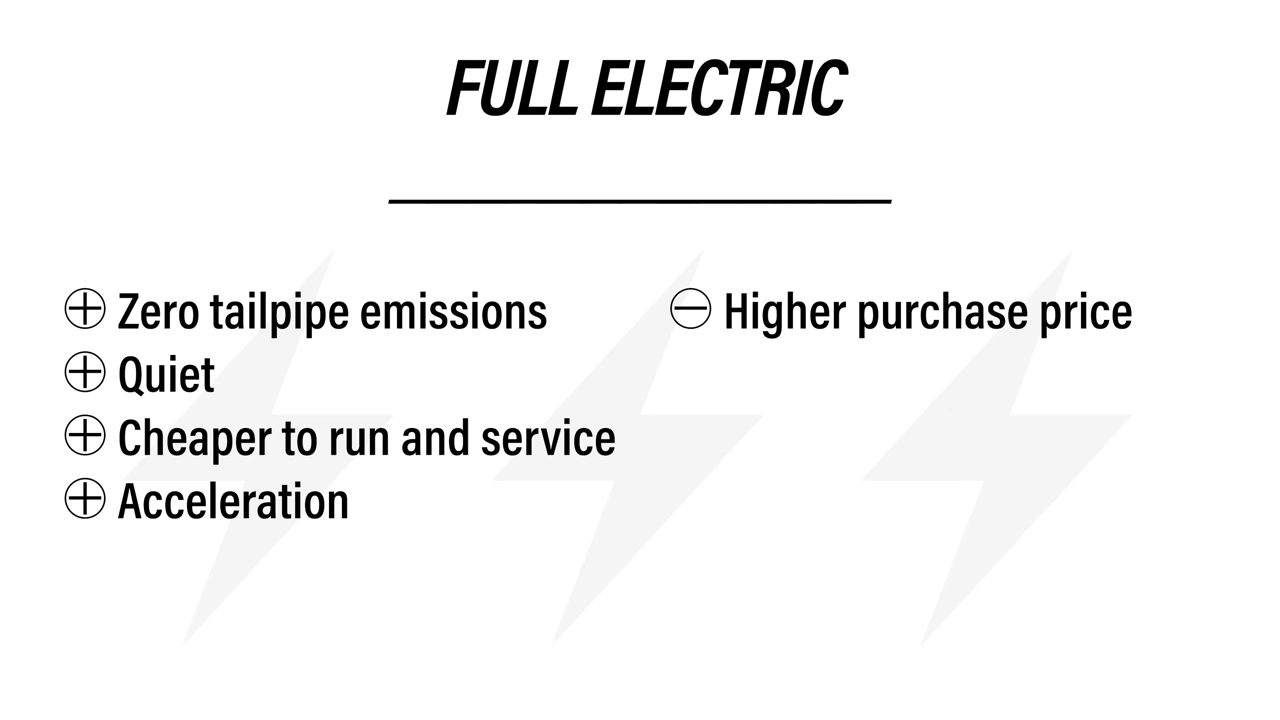 FULL ELECTRIC
⊕ Zero tailpipe emissions
⊕ Quiet
⊕ Cheaper to run and service
⊕ Acceleration
⊖ Higher purchase price